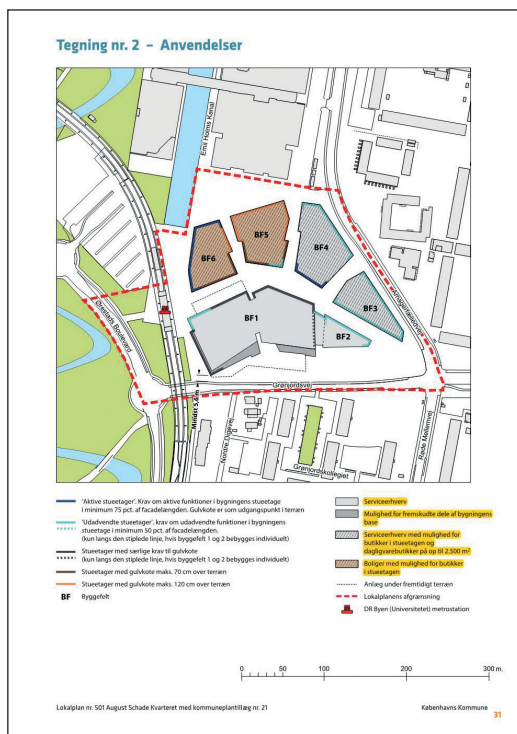 Tegning nr. 2 – Anvendelser
Emil Holms Kanal
BF5
BF6
BF4
BF3
BF1
BF2
Amagerfælledvej
Ørestads Boulevard
Grønjordsvej
Mindst 5,6 m
Nordre Digevej
Grønjordskollegiet
Røde Mellemvej
'Aktive stueetager'. Krav om aktive funktioner i bygningens stueetage
i minimum 75 pct. af facadelængden. Gulvkote er som udgangspunkt i terræn
'Udadvendte stueetager', krav om udadvendte funktioner i bygningens
stueetage i minimum 50 pct. af facadelængden.
(kun langs den stiplede linje, hvis byggefelt 1 og 2 bebygges individuelt)
Stueetager med særlige krav til gulvkote
(kun langs den stiplede linje, hvis byggefelt 1 og 2 bebygges individuelt)
Stueetager med gulvkote maks. 70 cm over terræn
Stueetager med gulvkote maks. 120 cm over terræn
BF Byggefelt
Serviceerhverv
Mulighed for fremskudte dele af bygningens
base
Serviceerhverv med mulighed for
butikker i stueetagen og
dagligvarebutikker på op til 2.500 m²
Boliger med mulighed for butikker
i stueetagen
Anlæg under fremtidigt terræn
Lokalplanens afgrænsning
DR Byen (Universitetet) metrostation
0 50 100 200 300 m.
Lokalplan nr. 501 August Schade Kvarteret med kommuneplantillæg nr. 21
Københavns Kommune
31